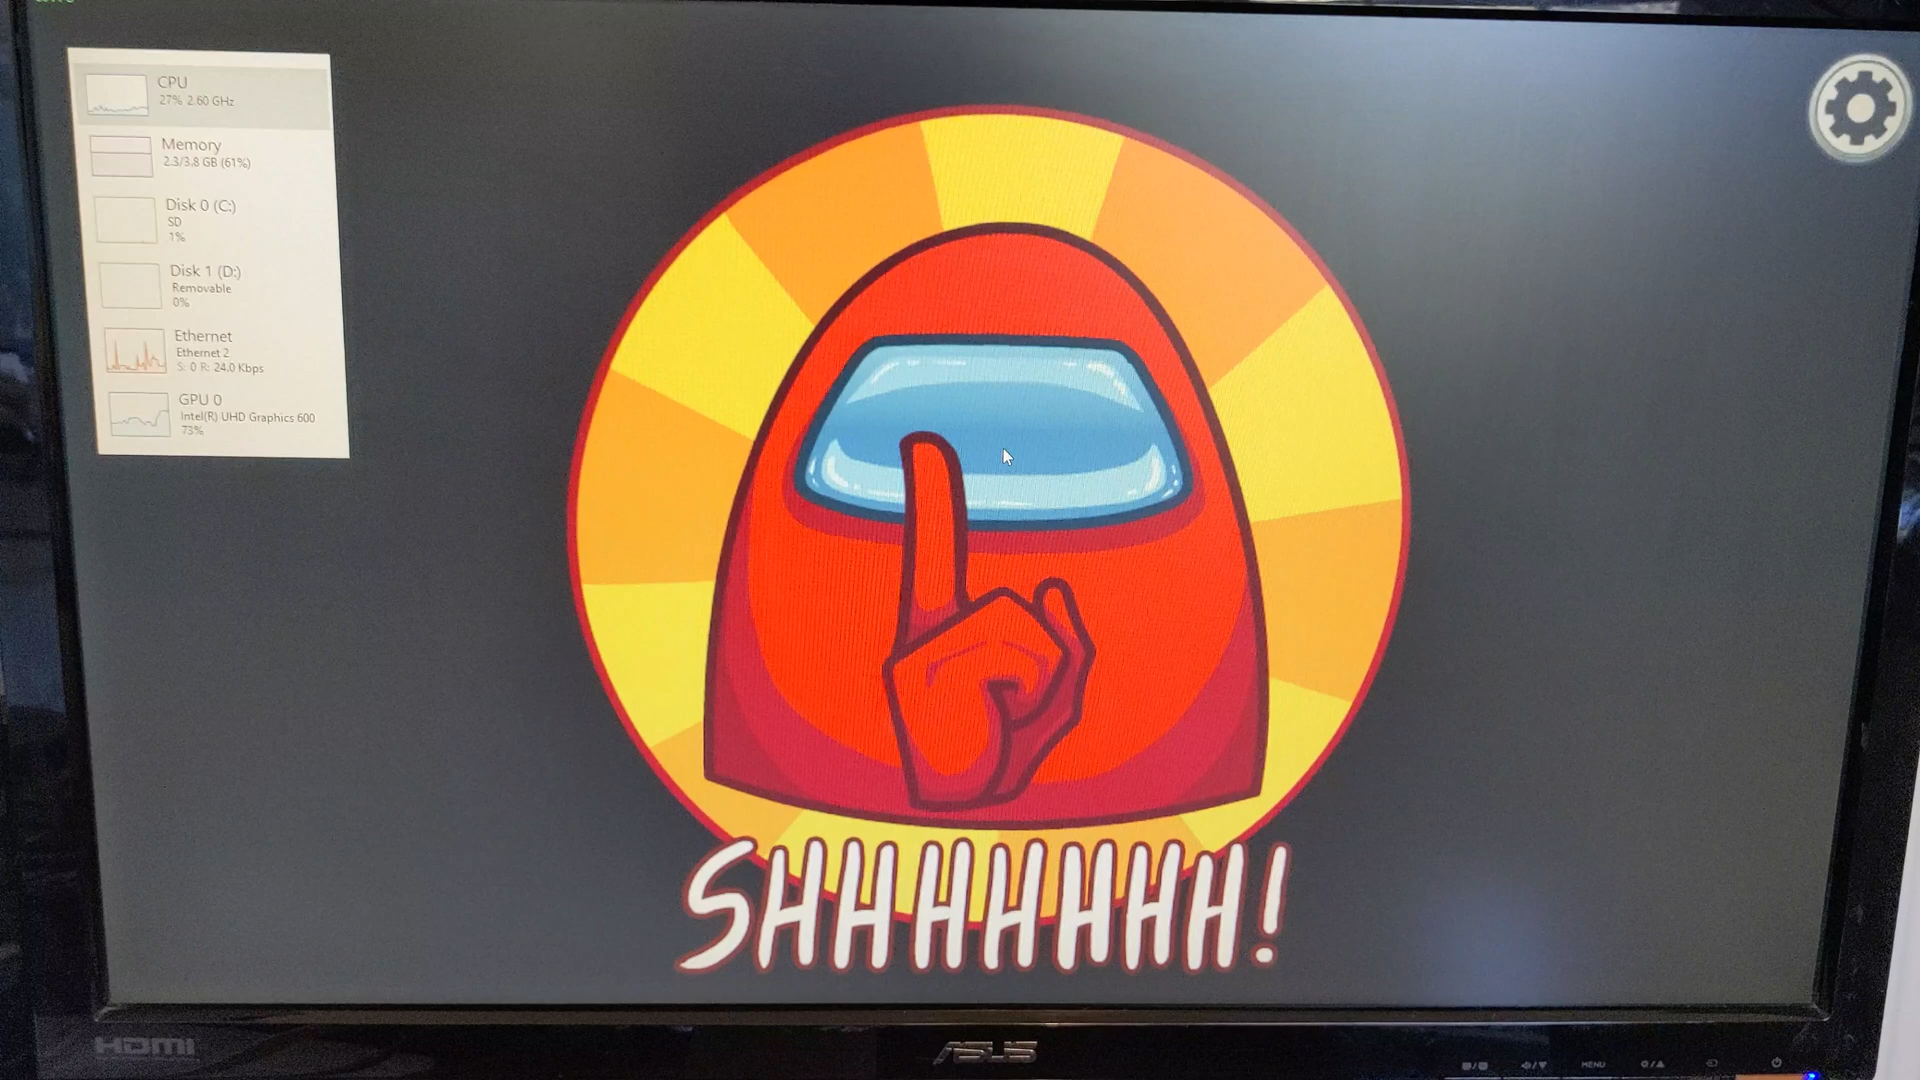 CPU
27% 2.60 GHz
Memory
2.3/3.8 GB (61%)
Disk 0 (C:)
SD
1%
Disk 1 (D:)
Removable
0%
Ethernet
Ethernet 2
S: 0 R: 24.0 Kbps
GPU 0
Intel(R) UHD Graphics 600
73%
SHHHHHHH!
HDMI
ASUS
MENU